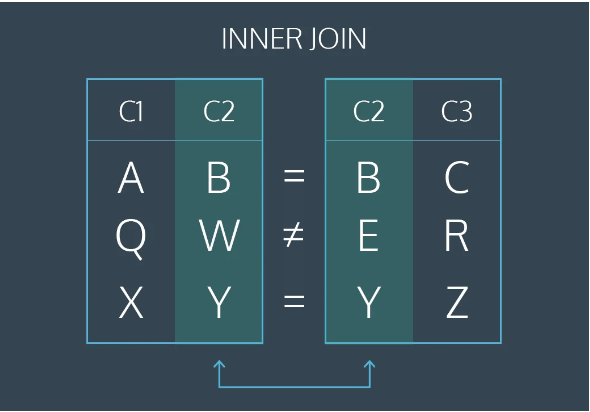 INNER JOIN
C1 C2 C2 C3
A B = B C
Q W ≠ E R
X Y = Y Z